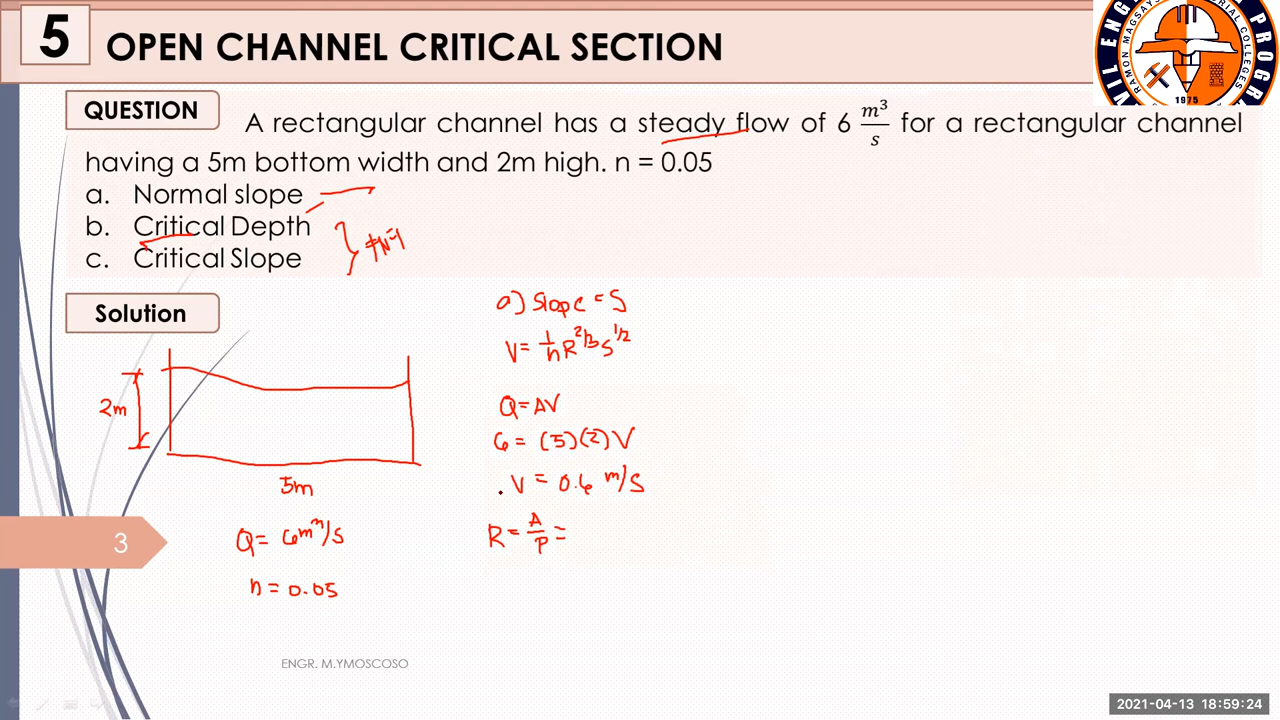 5
OPEN CHANNEL CRITICAL SECTION
QUESTION
A rectangular channel has a steady flow of 6 m³/s for a rectangular channel
having a 5m bottom width and 2m high. n = 0.05
a. Normal slope
b. Critical Depth
c. Critical Slope
Solution
2m
5m
Q = 6 m³/s
n = 0.05
a) Slope = S
V = 1/n R^2/3 S^1/2
Q = AV
6 = (5)(2) V
V = 0.6 m/s
R = A/P =
3
ENGR. M.YMOSCOSO
1975
2021-04-13 18:59:24